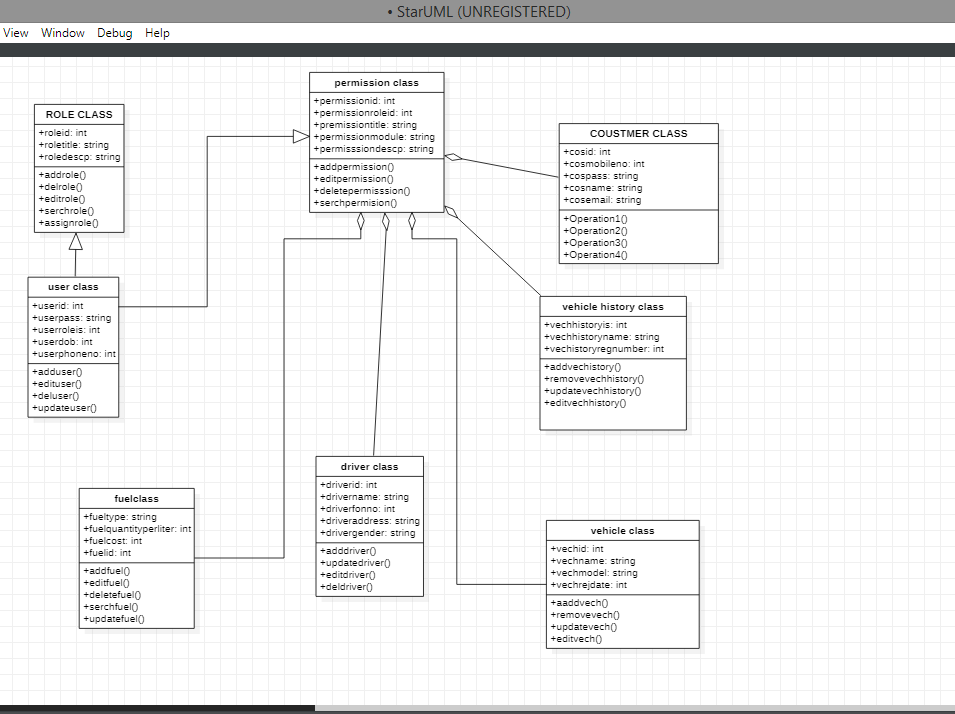 • StarUML (UNREGISTERED)
View Window Debug Help
permission class
+permissionid: int
+permissionroleid: int
+premissiontitle: string
+permissionmodule: string
+permisssiondescp: string
+addpermission()
+editpermission()
+deletepermisssion()
+serchpermision()
ROLE CLASS
+roleid: int
+roletitle: string
+roledescp: string
+addrole()
+delrole()
+editrole()
+serchrole()
+assignrole()
COUSTMER CLASS
+cosid: int
+cosmobileno: int
+cospass: string
+cosname: string
+cosemail: string
+Operation1()
+Operation2()
+Operation3()
+Operation4()
user class
+userid: int
+userpass: string
+userroleis: int
+userdob: int
+userphoneno: int
+adduser()
+edituser()
+deluser()
+updateuser()
vehicle history class
+vechhistoryis: int
+vechhistoryname: string
+vechistoryregnumber: int
+addvechistory()
+removevechhistory()
+updatevechhistory()
+editvechhistory()
fuelclass
+fueltype: string
+fuelquantityperliter: int
+fuelcost: int
+fuelid: int
+addfuel()
+editfuel()
+deletefuel()
+serchfuel()
+updatefuel()
driver class
+driverid: int
+drivername: string
+driverfonno: int
+driveraddress: string
+drivergender: string
+adddriver()
+updatedriver()
+editdriver()
+deldriver()
vehicle class
+vechid: int
+vechname: string
+vechmodel: string
+vechrejdate: int
+aaddvech()
+removevech()
+updatevech()
+editvech()